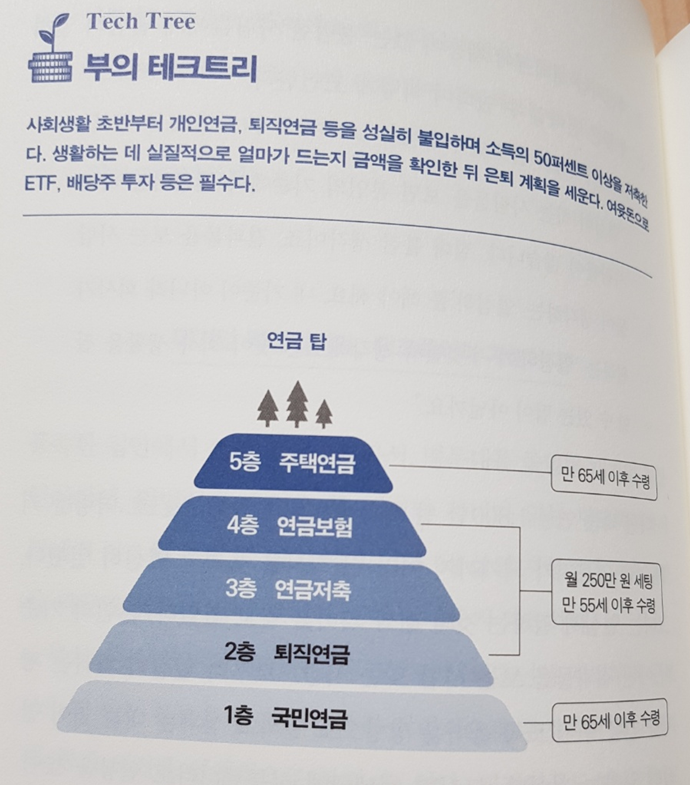 Tech Tree
부의 테크트리
사회생활 초반부터 개인연금, 퇴직연금 등을 성실히 불입하며 소득의 50퍼센트 이상을 저축한
다. 생활하는 데 실질적으로 얼마가 드는지 금액을 확인한 뒤 은퇴 계획을 세운다. 여윳돈으로
ETF, 배당주 투자 등은 필수다.
연금 탑
5층 주택연금
만 65세 이후 수령
4층 연금보험
3층 연금저축
월 250만 원 세팅
만 55세 이후 수령
2층 퇴직연금
1층 국민연금
만 65세 이후 수령